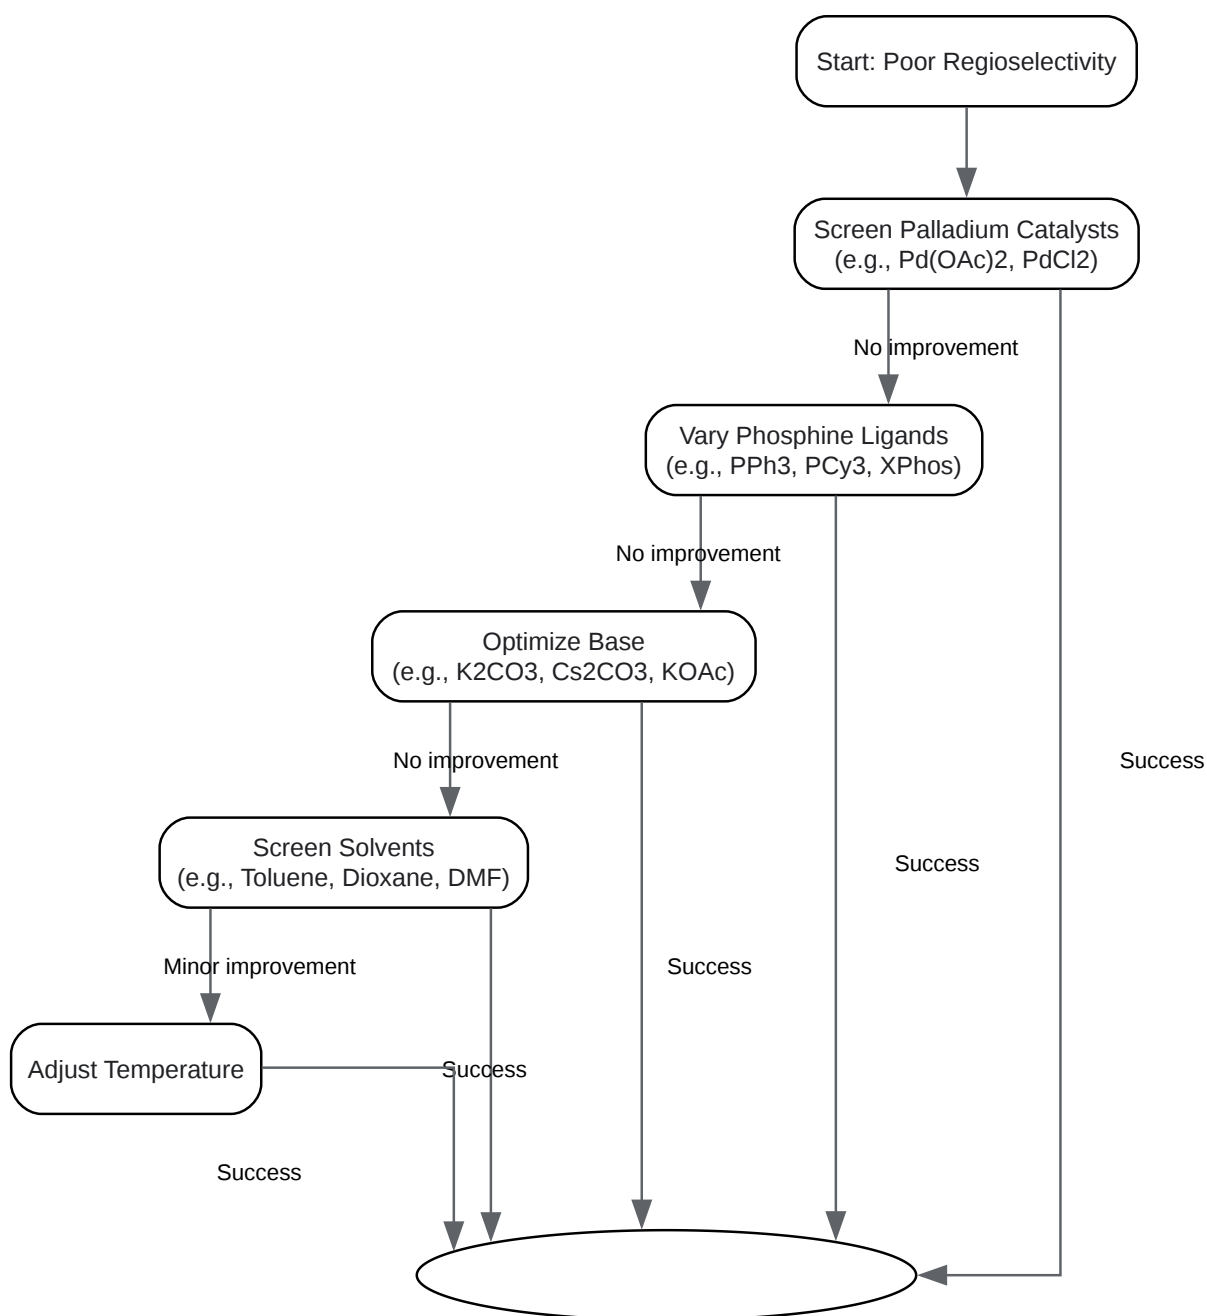 Start: Poor Regioselectivity
Screen Palladium Catalysts
(e.g., Pd(OAc)2, PdCl2)
No improvement
Vary Phosphine Ligands
(e.g., PPh3, PCy3, XPhos)
No improvement
Optimize Base
(e.g., K2CO3, Cs2CO3, KOAc)
No improvement
Success
Screen Solvents
(e.g., Toluene, Dioxane, DMF)
Success
Minor improvement
Success
Adjust Temperature
Success
Success